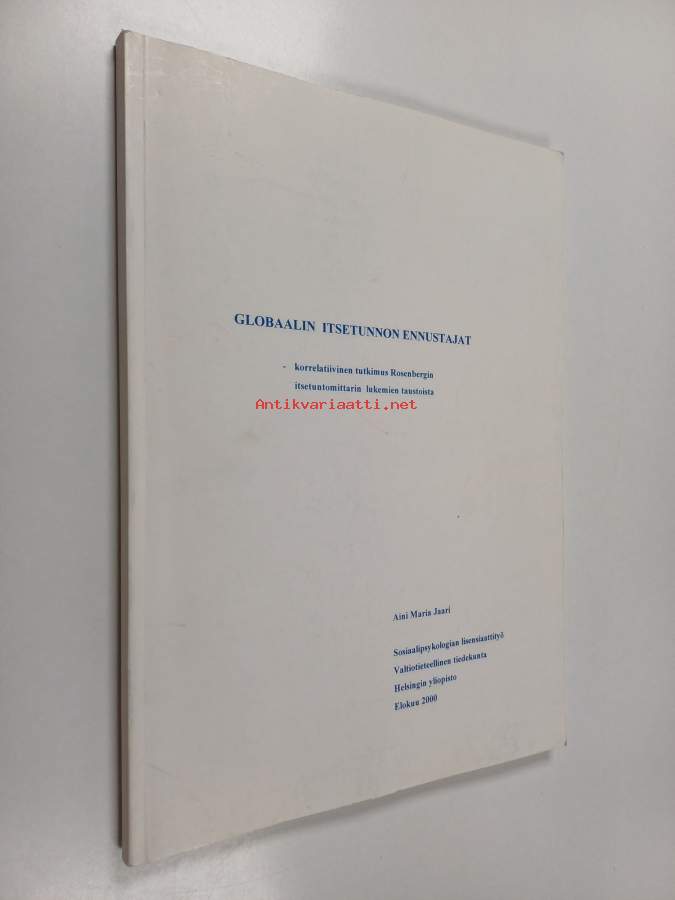 GLOBAALIN ITSETUNNON ENNUSTAJAT
- korrelatiivinen tutkimus Rosenbergin
itsetuntomittarin lukemien taustoista
Antikvariaatti.net
Aini Maria Jaari
Sosiaalipsykologian lisensiaattityö
Valtiotieteellinen tiedekunta
Helsingin yliopisto
Elokuu 2000